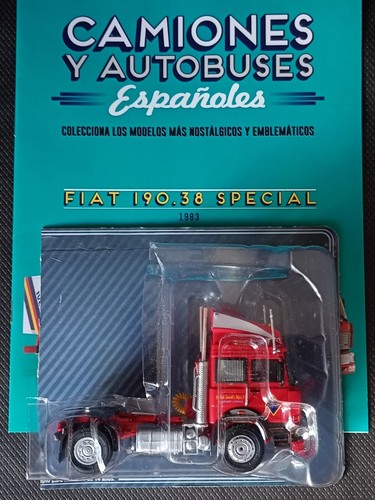 CAMIONES
Y AUTOBUSES
Españoles
COLECCIONA LOS MODELOS MÁS NOSTÁLGICOS Y EMBLEMÁTICOS
FIAT 190.38 SPECIAL
1983